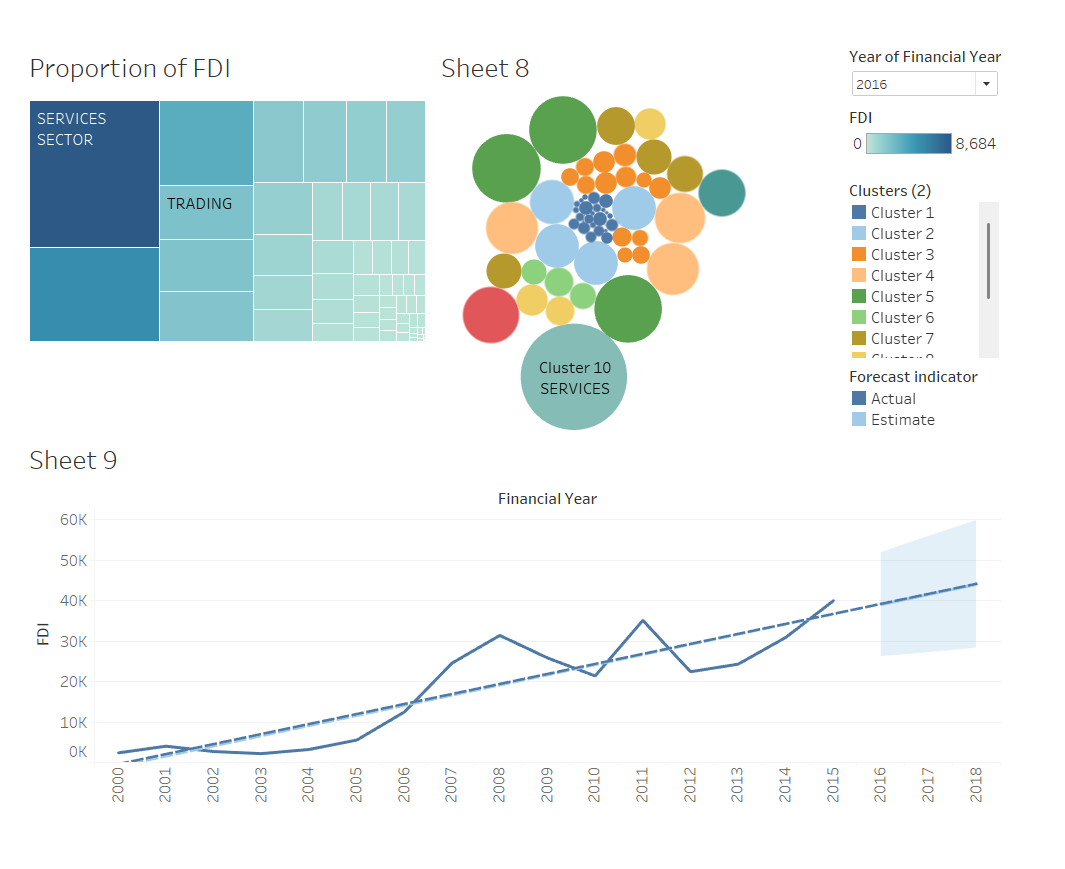 Proportion of FDI
SERVICES
SECTOR
TRADING
Sheet 8
Cluster 10
SERVICES
Year of Financial Year
2016
FDI
0
8,684
Clusters (2)
Cluster 1
Cluster 2
Cluster 3
Cluster 4
Cluster 5
Cluster 6
Cluster 7
Forecast indicator
Actual
Estimate
Sheet 9
Financial Year
FDI
60K
50K
40K
30K
20K
10K
0K
2000
2001
2002
2003
2004
2005
2006
2007
2008
2009
2010
2011
2012
2013
2014
2015
2016
2017
2018